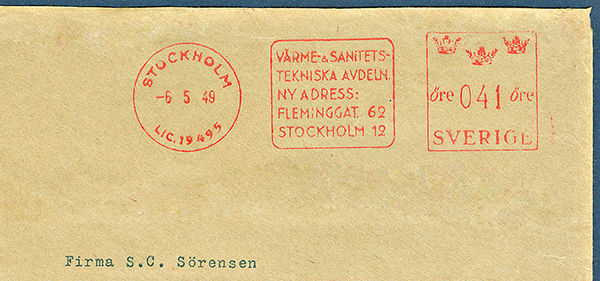 STOCKHOLM
-6 5 49
LIC. 19495
VÄRME-& SANITETS-
TEKNISKA AVDELN.
NY ADRESS:
FLEMINGGAT. 62
STOCKHOLM 12
öre 041 öre
SVERIGE
Firma S.C. Sörensen